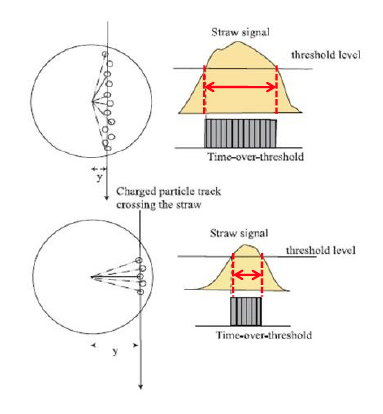 Straw signal
threshold level
Time-over-threshold
y
Charged particle track
crossing the straw
Straw signal
threshold level
y
Time-over-threshold